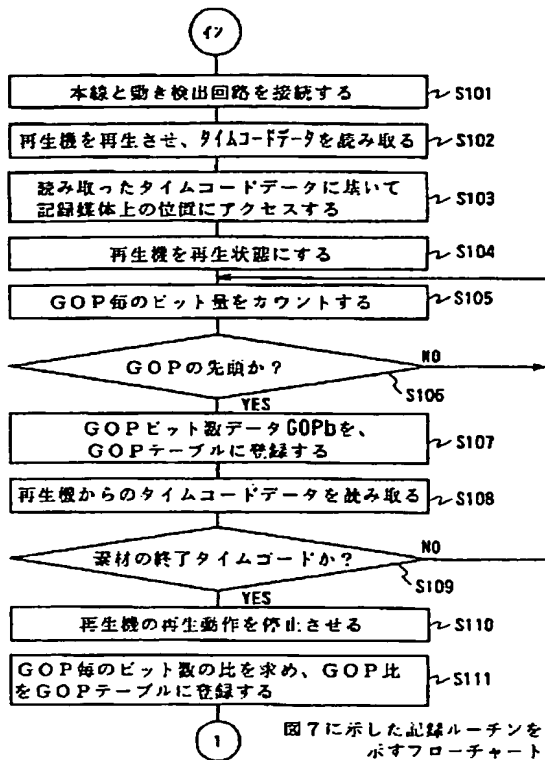 イン
本線と動き検出回路を接続する
S101
再生機を再生させ、タイムコードデータを読み取る
S102
読み取ったタイムコードデータに基いて
記録媒体上の位置にアクセスする
S103
再生機を再生状態にする
S104
GOP毎のビット量をカウントする
S105
GOPの先頭か?
NO
S106
YES
GOPビット数データGOPbを、
GOPテーブルに登録する
S107
再生機からのタイムコードデータを読み取る
S108
素材の終了タイムコードか?
NO
S109
YES
再生機の再生動作を停止させる
S110
GOP毎のビット数の比を求め、GOP比
をGOPテーブルに登録する
S111
1
図7に示した記録ルーチンを
示すフローチャート